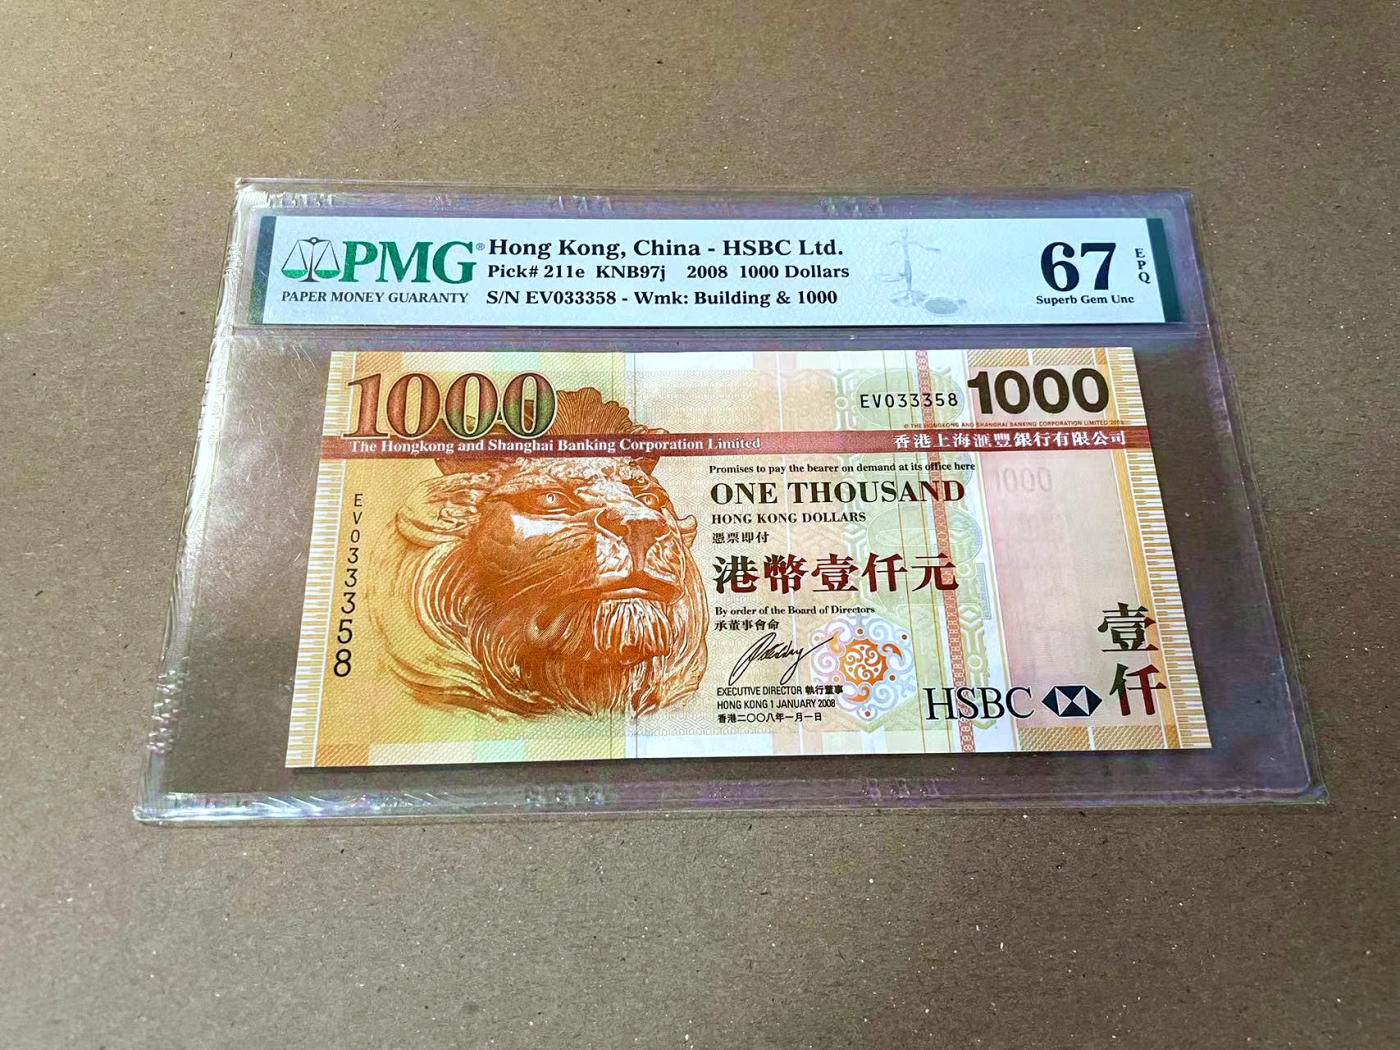 PMG®
PAPER MONEY GUARANTY
Hong Kong, China - HSBC Ltd.
Pick# 211e KNB97j 2008 1000 Dollars
S/N EV033358 - Wmk: Building & 1000
67
EPQ
Superb Gem Unc
1000
EV033358
1000
The Hongkong and Shanghai Banking Corporation Limited
香港上海滙豐銀行有限公司
Promises to pay the bearer on demand at its office here
ONE THOUSAND
1000
HONG KONG DOLLARS
憑票即付
港幣壹仟元
EV033358
By order of the Board of Directors
承董事會命
壹仟
EXECUTIVE DIRECTOR 執行董事
HONG KONG 1 JANUARY 2008
香港二〇〇八年一月一日
HSBC